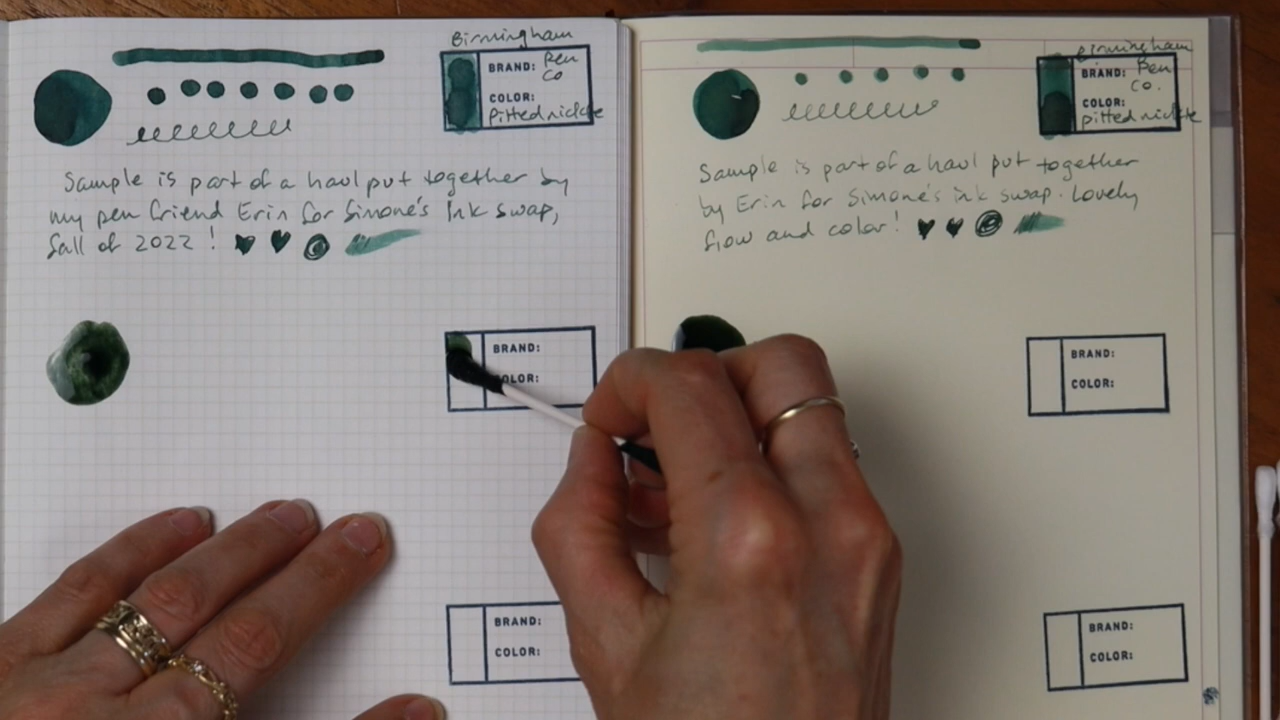 Birmingham
BRAND: Pen
Co
COLOR:
Pitted nickle
Sample is part of a haul put together by
my pen friend Erin for Simone's ink swap,
fall of 2022!
BRAND:
COLOR:
BRAND:
COLOR:
Birmingham
BRAND: Pen
Co.
COLOR:
pitted nickle
Sample is part of a haul put together
by Erin for Simone's ink swap. Lovely
flow and color!
BRAND:
COLOR:
BRAND:
COLOR: